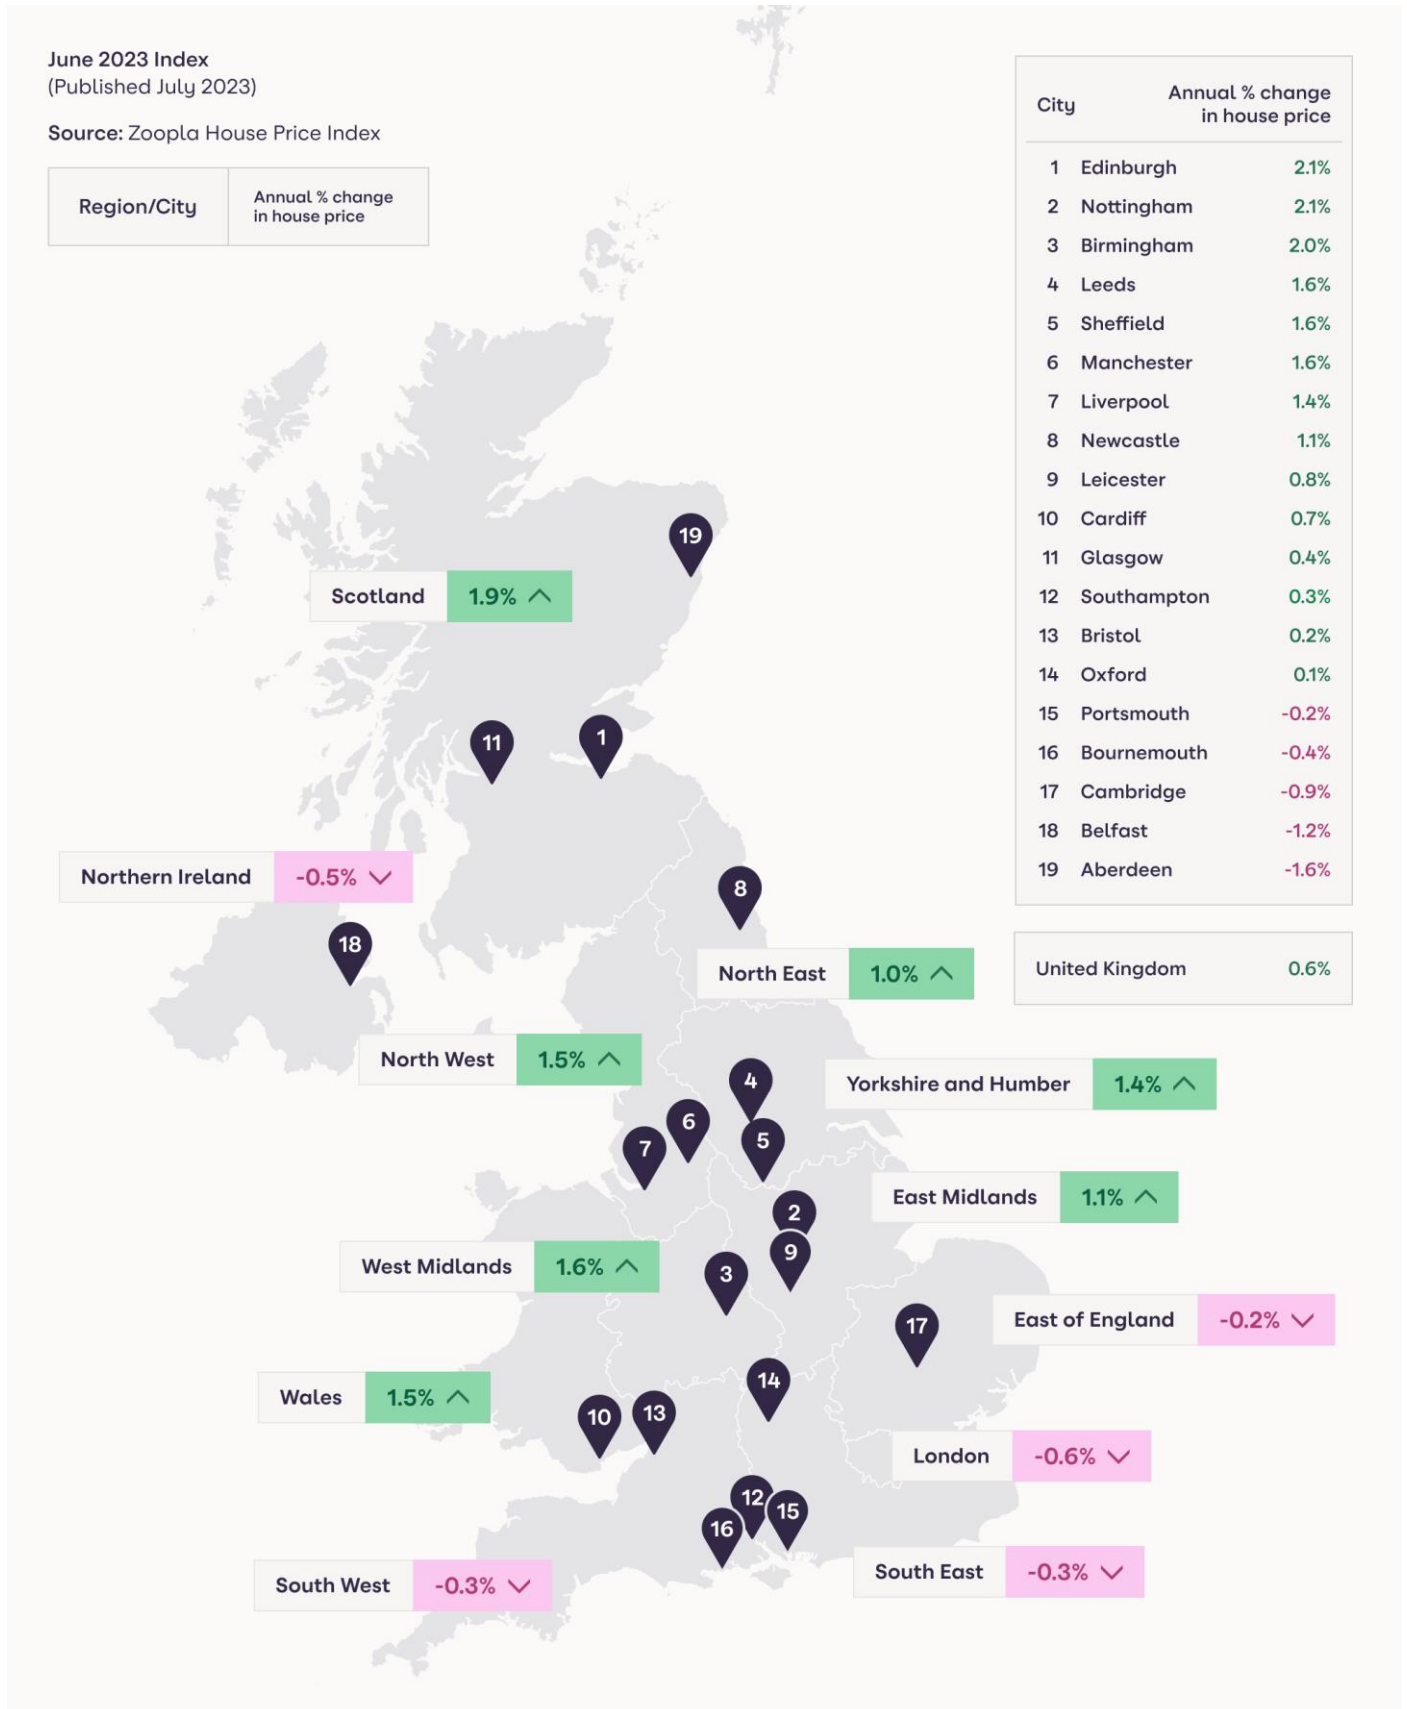 June 2023 Index
(Published July 2023)
Source: Zoopla House Price Index
Region/City
Annual % change
in house price
City
Annual % change
in house price
1 Edinburgh 2.1%
2 Nottingham 2.1%
3 Birmingham 2.0%
4 Leeds 1.6%
5 Sheffield 1.6%
6 Manchester 1.6%
7 Liverpool 1.4%
8 Newcastle 1.1%
9 Leicester 0.8%
10 Cardiff 0.7%
11 Glasgow 0.4%
12 Southampton 0.3%
13 Bristol 0.2%
14 Oxford 0.1%
15 Portsmouth -0.2%
16 Bournemouth -0.4%
17 Cambridge -0.9%
18 Belfast -1.2%
19 Aberdeen -1.6%
United Kingdom 0.6%
19
Scotland 1.9%
11
1
Northern Ireland -0.5%
8
18
North East 1.0%
North West 1.5%
4
Yorkshire and Humber 1.4%
6
5
7
East Midlands 1.1%
2
9
West Midlands 1.6%
3
East of England -0.2%
17
14
Wales 1.5%
10
13
London -0.6%
12
15
16
South East -0.3%
South West -0.3%